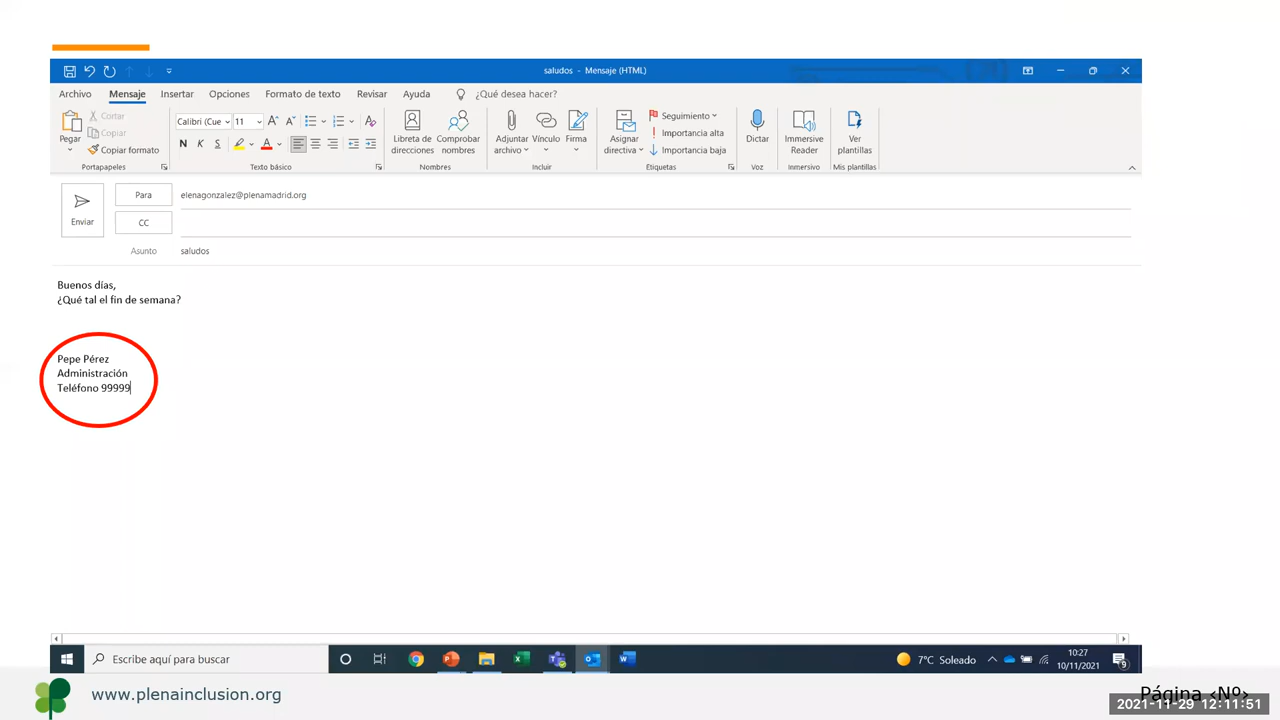 saludos - Mensaje (HTML)
Archivo Mensaje Insertar Opciones Formato de texto Revisar Ayuda ¿Qué desea hacer?
Pegar
Cortar
Copiar
Copiar formato
Portapapeles
Calibri (Cue 11
N K S
Texto básico
Libreta de direcciones
Comprobar nombres
Nombres
Adjuntar archivo
Vínculo
Firma
Incluir
Asignar directiva
Seguimiento
Importancia alta
Importancia baja
Etiquetas
Dictar
Voz
Immersive Reader
Inmersivo
Ver plantillas
Mis plantillas
Enviar
Para elenagonzalez@plenamadrid.org
CC
Asunto saludos
Buenos días,
¿Qué tal el fin de semana?
Pepe Pérez
Administración
Teléfono 99999
Escribe aquí para buscar
7°C Soleado
10:27
10/11/2021
9
www.plenainclusion.org
Página ‹Nº›
2021-11-29 12:11:51